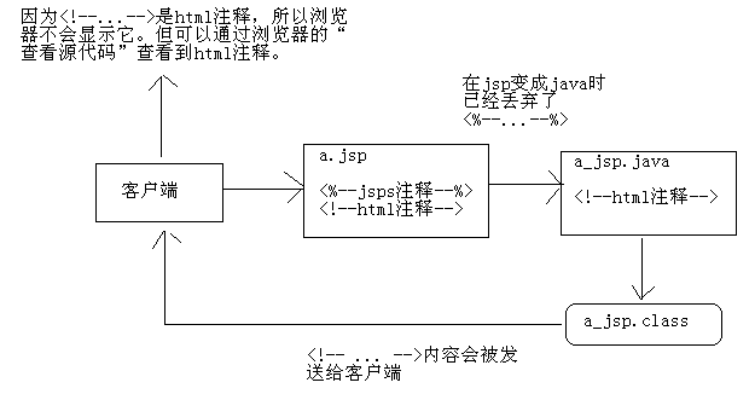 因为<!--...-->是html注释，所以浏览
器不会显示它。但可以通过浏览器的“
查看源代码”查看到html注释。
在jsp变成java时
已经丢弃了
<%--...--%>
客户端
a.jsp
<%--jsps注释--%>
<!--html注释-->
a_jsp.java
<!--html注释-->
a_jsp.class
<!-- ... -->内容会被发
送给客户端